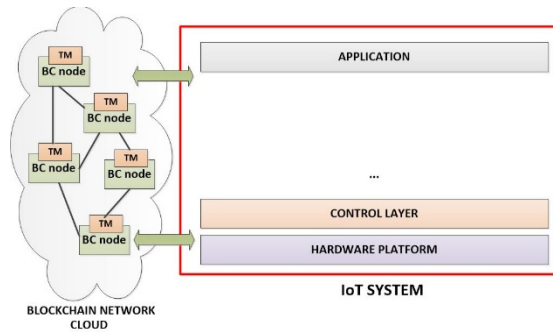 TM
BC node
TM
BC node
TM
BC node
TM
BC node
TM
BC node
BLOCKCHAIN NETWORK
CLOUD
APPLICATION
...
CONTROL LAYER
HARDWARE PLATFORM
IoT SYSTEM